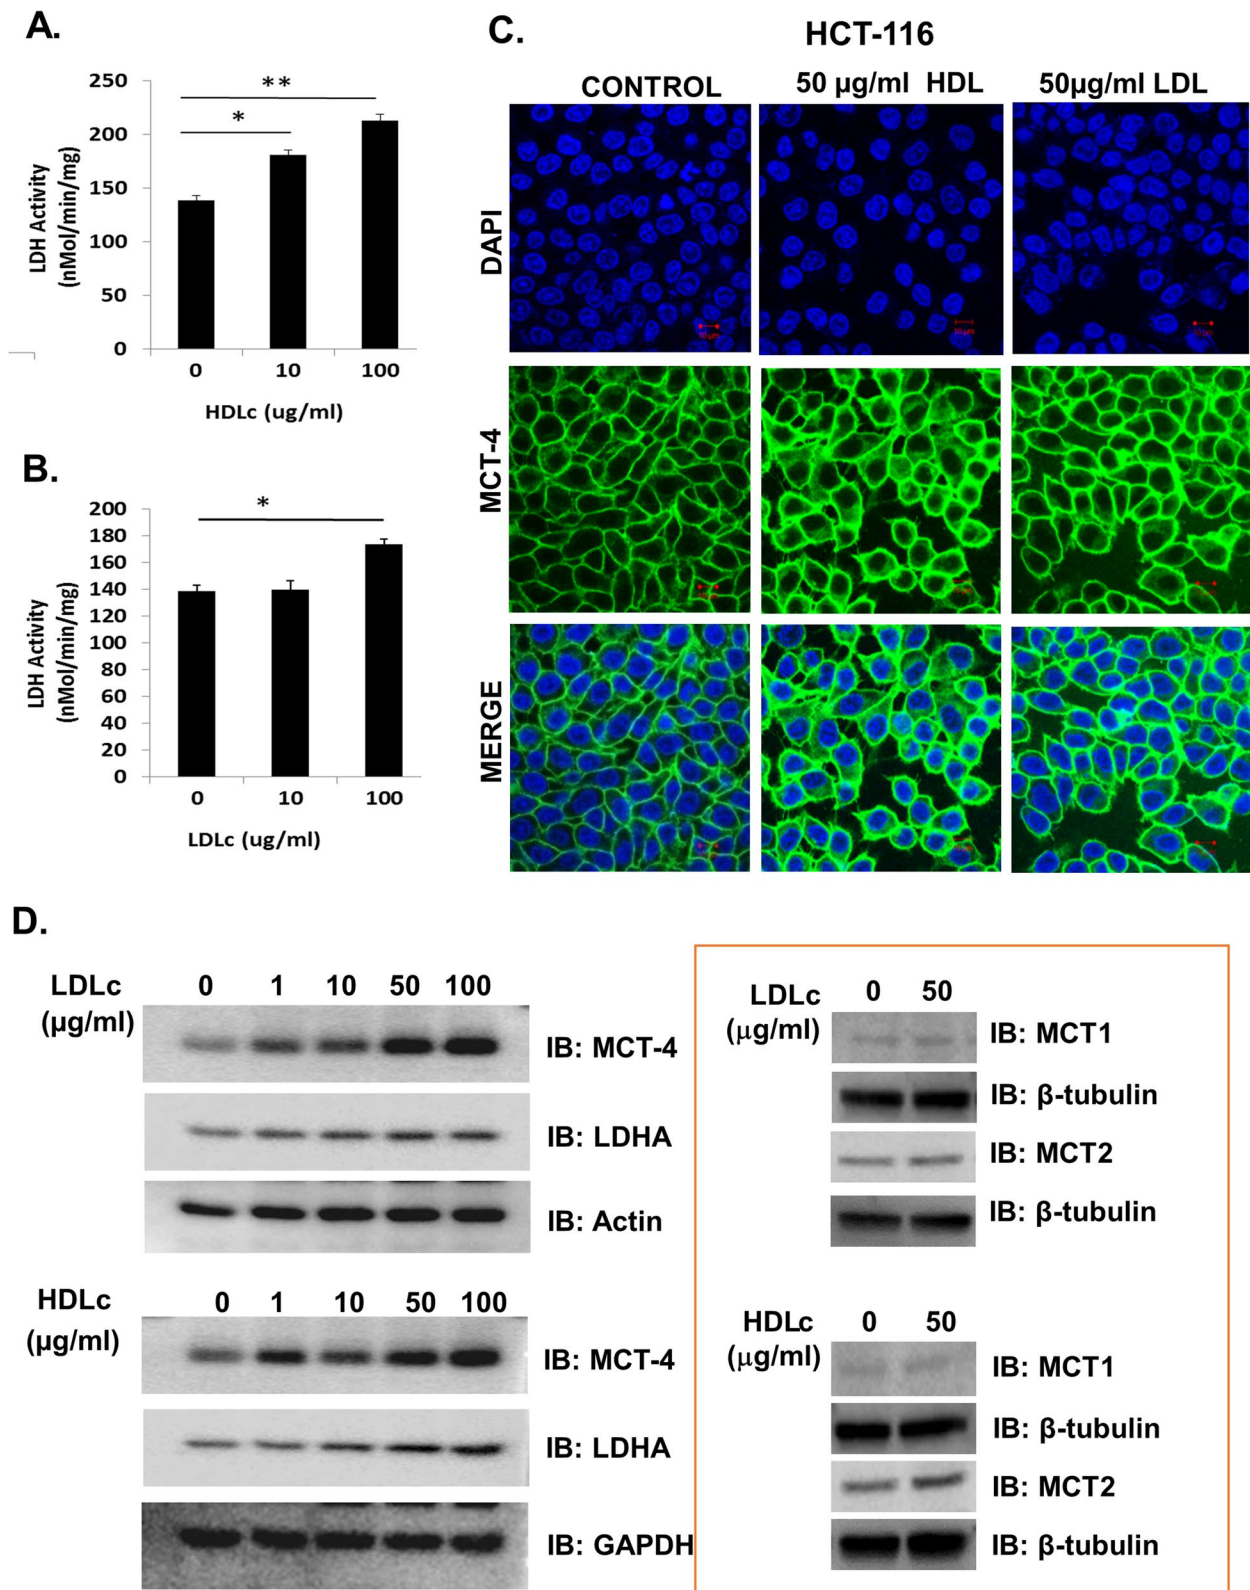 A.
250
200
150
100
50
0
LDH Activity
(nMol/min/mg)
*
**
0 10 100
HDLc (ug/ml)
B.
200
180
160
140
120
100
80
60
40
20
0
LDH Activity
(nMol/min/mg)
*
0 10 100
LDLc (ug/ml)
C.
HCT-116
CONTROL 50 µg/ml HDL 50µg/ml LDL
DAPI
10 µm
MCT-4
MERGE
D.
LDLc 0 1 10 50 100
(µg/ml)
IB: MCT-4
IB: LDHA
IB: Actin
HDLc 0 1 10 50 100
(µg/ml)
IB: MCT-4
IB: LDHA
IB: GAPDH
LDLc 0 50
(µg/ml)
IB: MCT1
IB: β-tubulin
IB: MCT2
IB: β-tubulin
HDLc 0 50
(µg/ml)
IB: MCT1
IB: β-tubulin
IB: MCT2
IB: β-tubulin